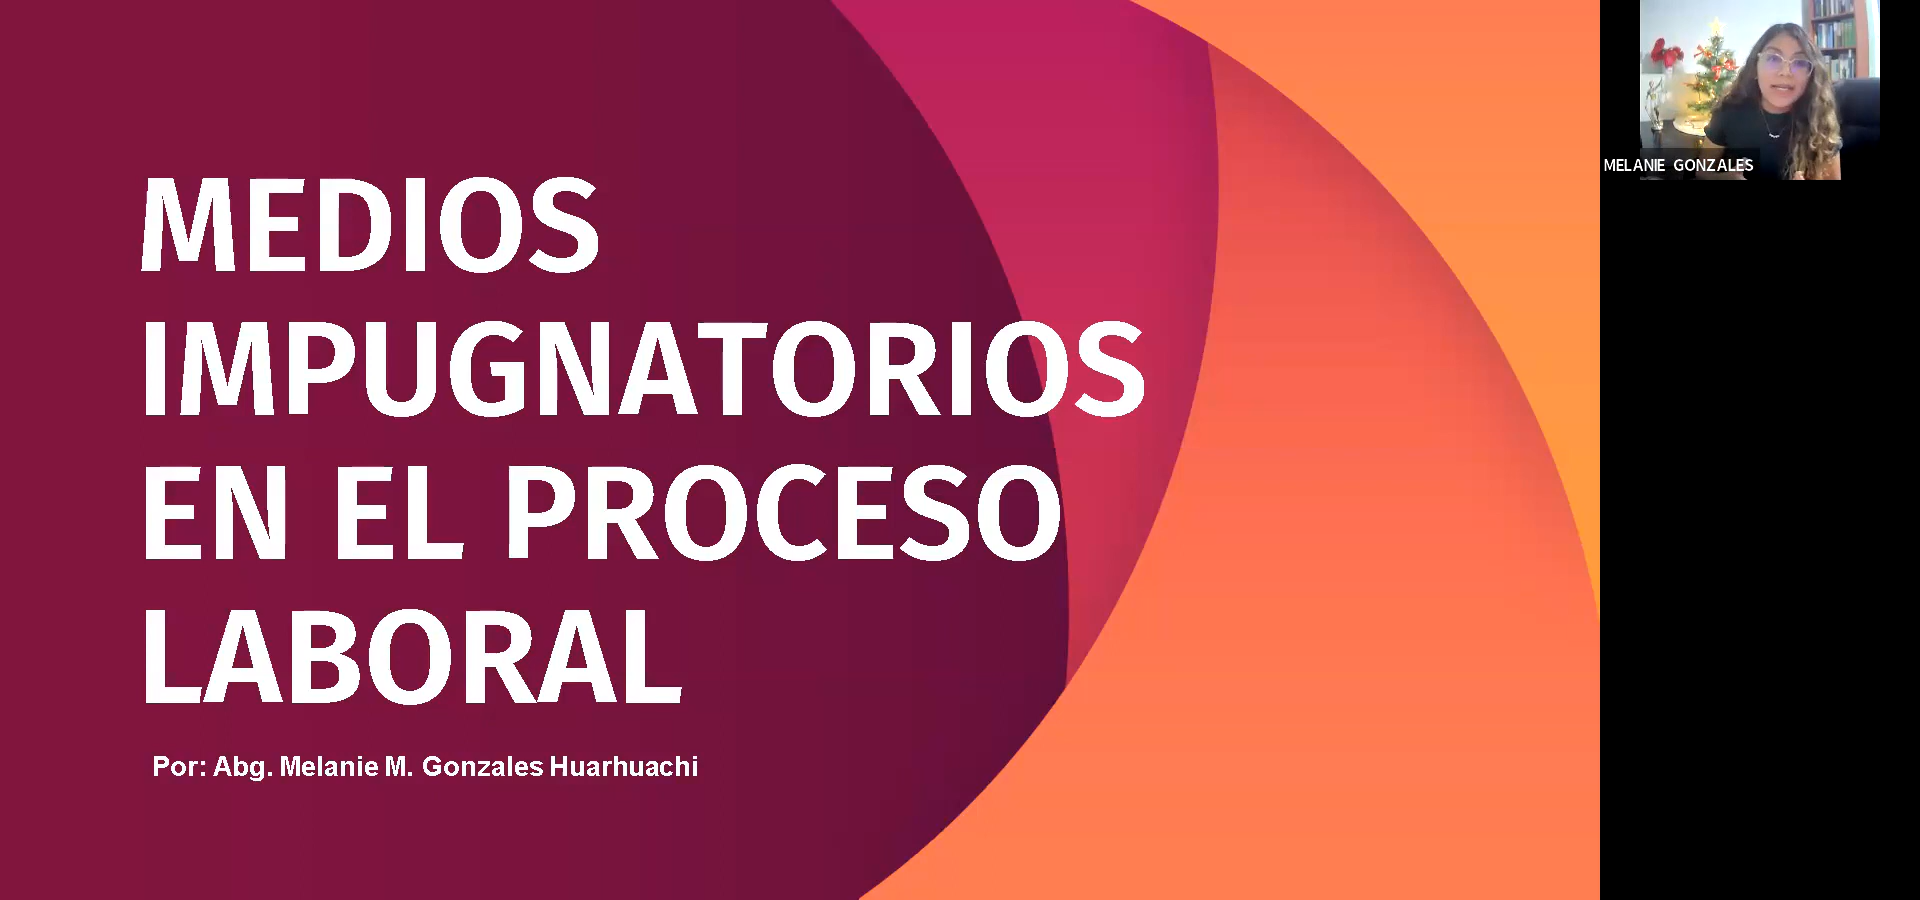 MEDIOS
IMPUGNATORIOS
EN EL PROCESO
LABORAL
Por: Abg. Melanie M. Gonzales Huarhuachi
MELANIE GONZALES